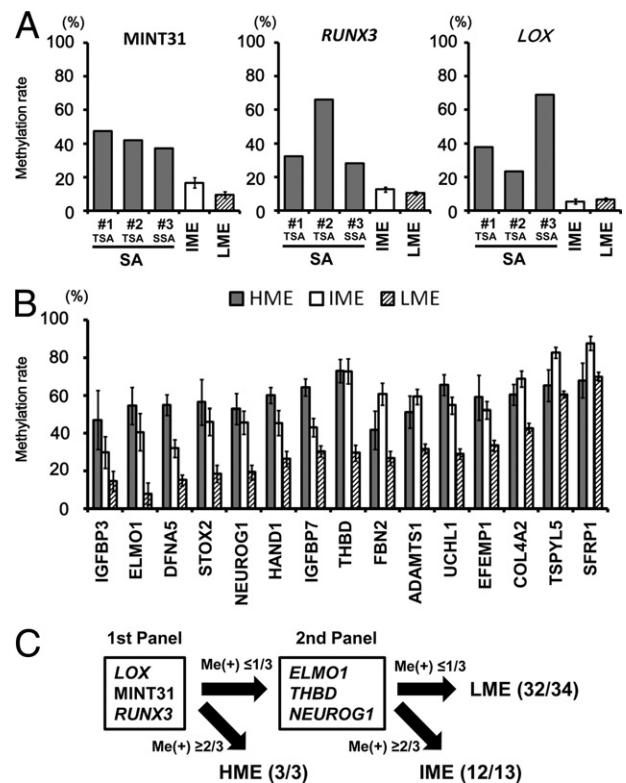 A
(%)
MINT31
RUNX3
LOX
Methylation rate
100
80
60
40
20
0
100
80
60
40
20
0
100
80
60
40
20
0
#1 #2 #3
TSA TSA SSA
SA
IME
LME
#1 #2 #3
TSA TSA SSA
SA
IME
LME
#1 #2 #3
TSA TSA SSA
SA
IME
LME
B
(%)
HME IME LME
Methylation rate
100
80
60
40
20
0
IGFBP3
ELMO1
DFNA5
STOX2
NEUROG1
HAND1
IGFBP7
THBD
FBN2
ADAMTS1
UCHL1
EFEMP1
COL4A2
TSPYL5
SFRP1
C
1st Panel
LOX
MINT31
RUNX3
Me(+) ≤1/3
Me(+) ≥2/3
HME (3/3)
2nd Panel
ELMO1
THBD
NEUROG1
Me(+) ≤1/3
LME (32/34)
Me(+) ≥2/3
IME (12/13)